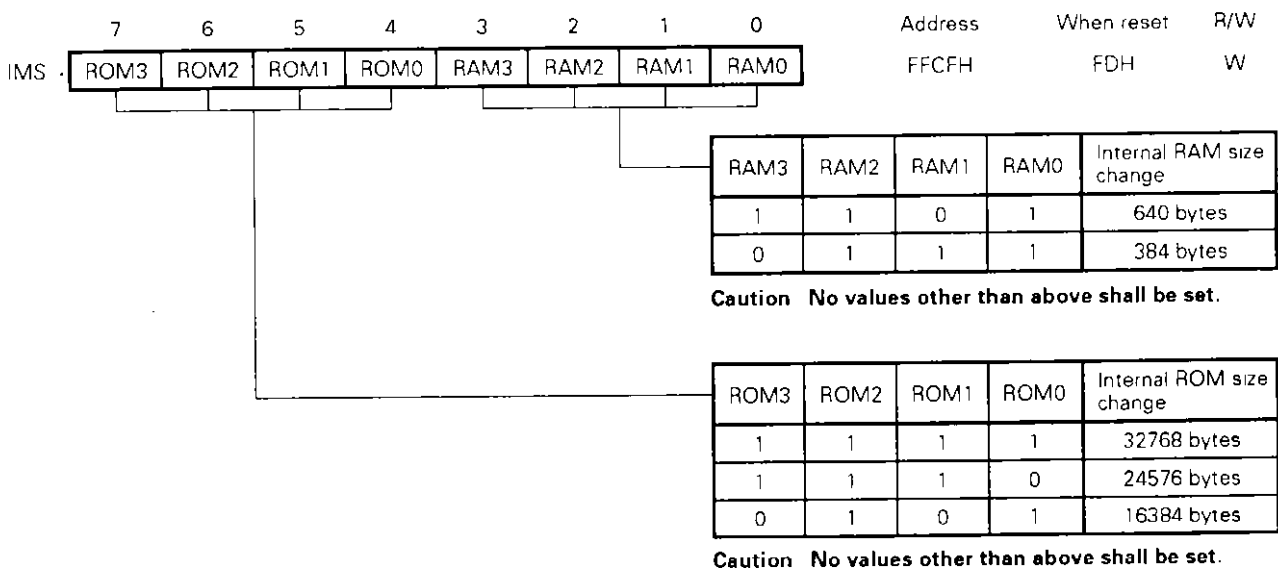 7 6 5 4 3 2 1 0 Address When reset R/W
IMS ROM3 ROM2 ROM1 ROM0 RAM3 RAM2 RAM1 RAM0 FFCFH FDH W
RAM3 RAM2 RAM1 RAM0 Internal RAM size change
1 1 0 1 640 bytes
0 1 1 1 384 bytes
Caution No values other than above shall be set.
ROM3 ROM2 ROM1 ROM0 Internal ROM size change
1 1 1 1 32768 bytes
1 1 1 0 24576 bytes
0 1 0 1 16384 bytes
Caution No values other than above shall be set.